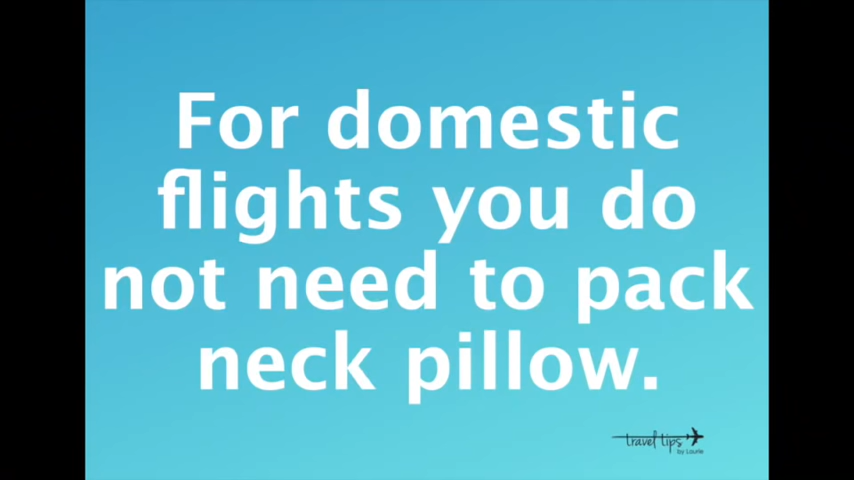 For domestic
flights you do
not need to pack
neck pillow.
travel tips
by Laurie